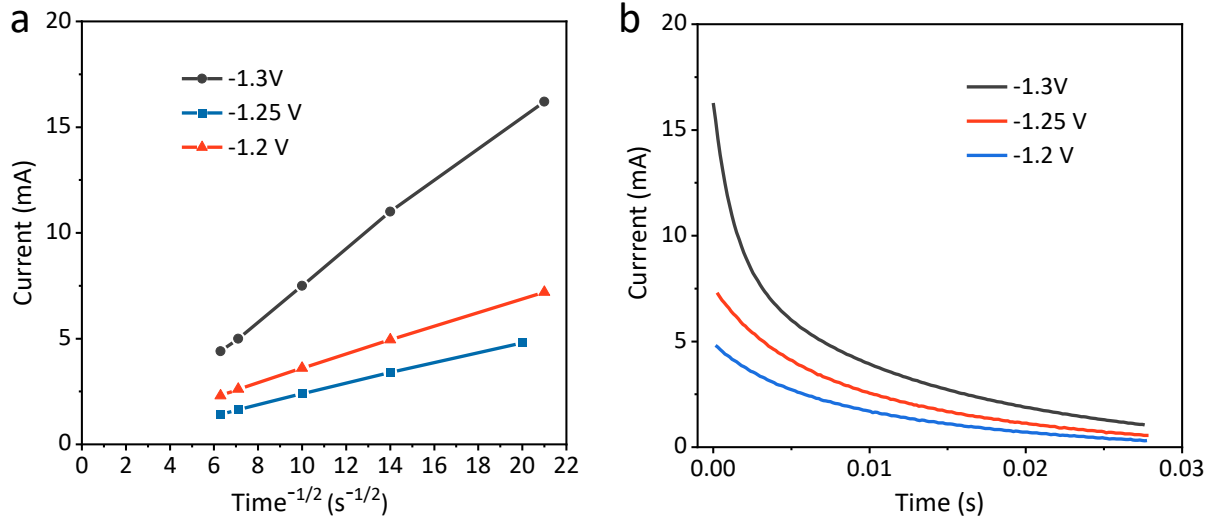 a
20
15
10
5
0
Current (mA)
-1.3V
-1.25 V
-1.2 V
0 2 4 6 8 10 12 14 16 18 20 22
Time⁻¹/² (s⁻¹/²)
b
20
15
10
5
0
Currrent (mA)
-1.3V
-1.25 V
-1.2 V
0.00 0.01 0.02 0.03
Time (s)